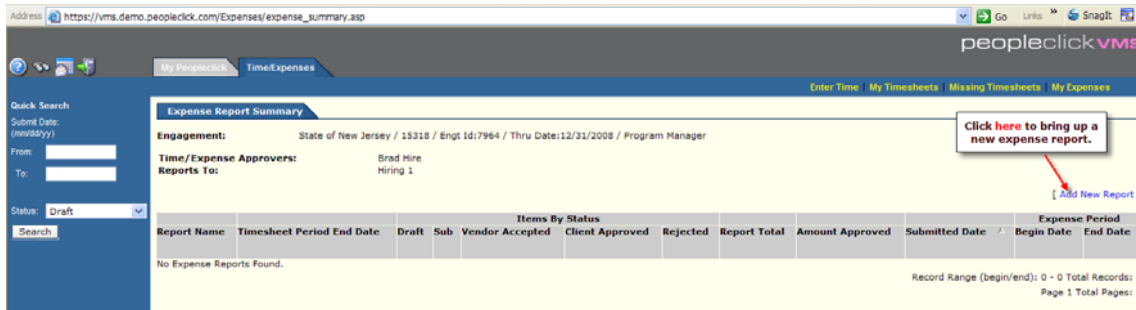 Address https://vms.demo.peopleclick.com/Expenses/expense_summary.asp Go Links » SnagIt
peopleclickvms
My Peopleclick Time/Expenses
Enter Time | My Timesheets | Missing Timesheets | My Expenses
Quick Search
Submit Date:
(mm/dd/yy)
From:
To:
Status: Draft
Search
Expense Report Summary
Engagement: State of New Jersey / 15318 / Engt Id:7964 / Thru Date:12/31/2008 / Program Manager
Time/Expense Approvers: Brad Hire
Reports To: Hiring 1
Click here to bring up a
new expense report.
[ Add New Report
Items By Status Expense Period
Report Name Timesheet Period End Date Draft Sub Vendor Accepted Client Approved Rejected Report Total Amount Approved Submitted Date Begin Date End Date
No Expense Reports Found.
Record Range (begin/end): 0 - 0 Total Records:
Page 1 Total Pages: